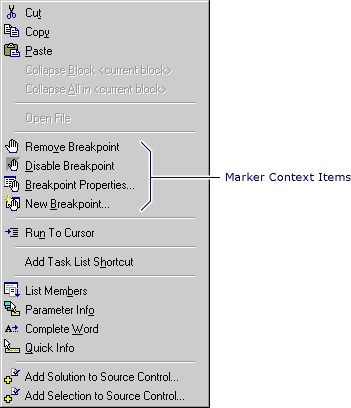 Cut
Copy
Paste
Collapse Block <current block>
Collapse All in <current block>
Open File
Remove Breakpoint
Disable Breakpoint
Breakpoint Properties...
New Breakpoint...
Marker Context Items
Run To Cursor
Add Task List Shortcut
List Members
Parameter Info
Complete Word
Quick Info
Add Solution to Source Control...
Add Selection to Source Control...